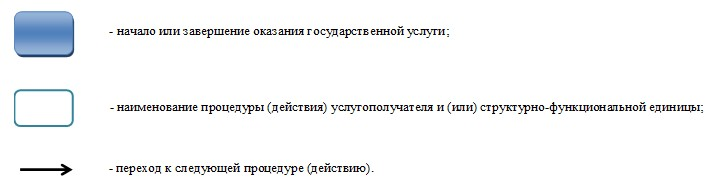 - начало или завершение оказания государственной услуги;
- наименование процедуры (действия) услугополучателя и (или) структурно-функциональной единицы;
- переход к следующей процедуре (действию).